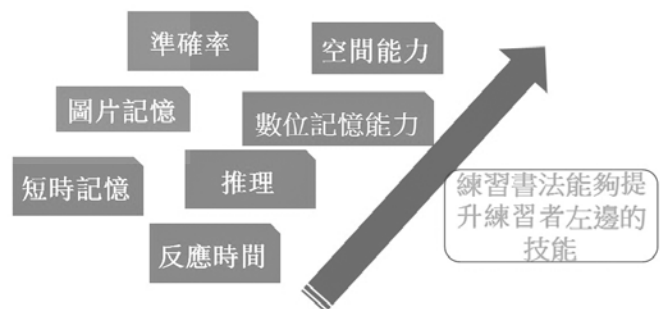 準確率
空間能力
圖片記憶
數位記憶能力
短時記憶
推理
反應時間
練習書法能夠提
升練習者左邊的
技能